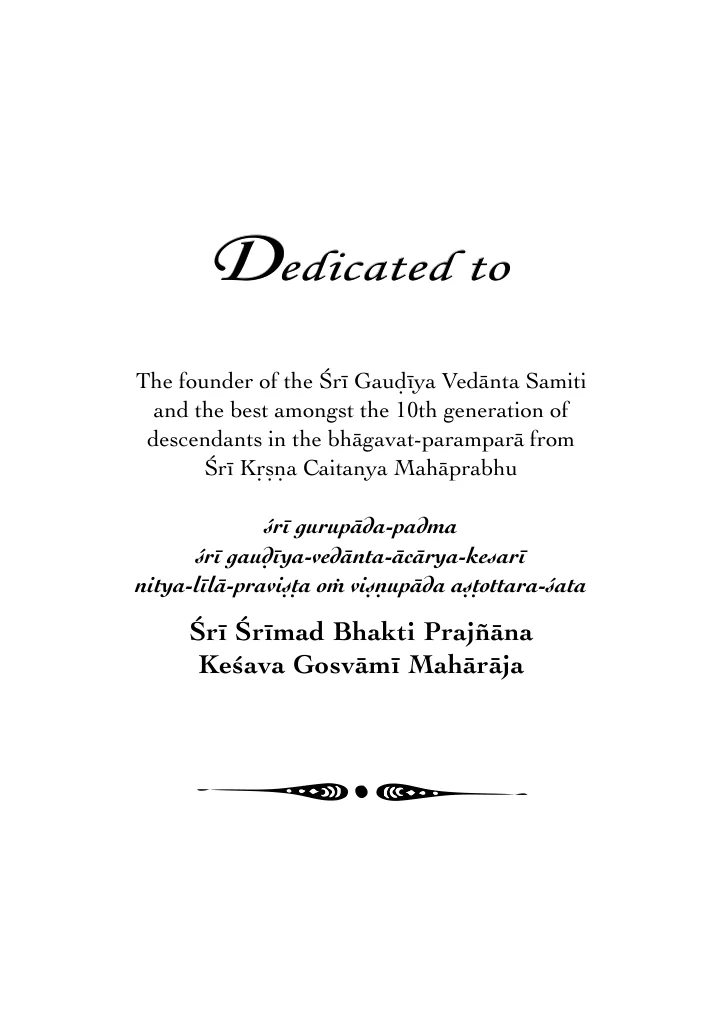 Dedicated to
The founder of the Śrī Gauḍīya Vedānta Samiti
and the best amongst the 10th generation of
descendants in the bhāgavat-paramparā from
Śrī Kṛṣṇa Caitanya Mahāprabhu
śrī gurupāda-padma
śrī gauḍīya-vedānta-ācārya-kesarī
nitya-līlā-praviṣṭa oṁ viṣṇupāda aṣṭottara-śata
Śrī Śrīmad Bhakti Prajñāna
Keśava Gosvāmī Mahārāja